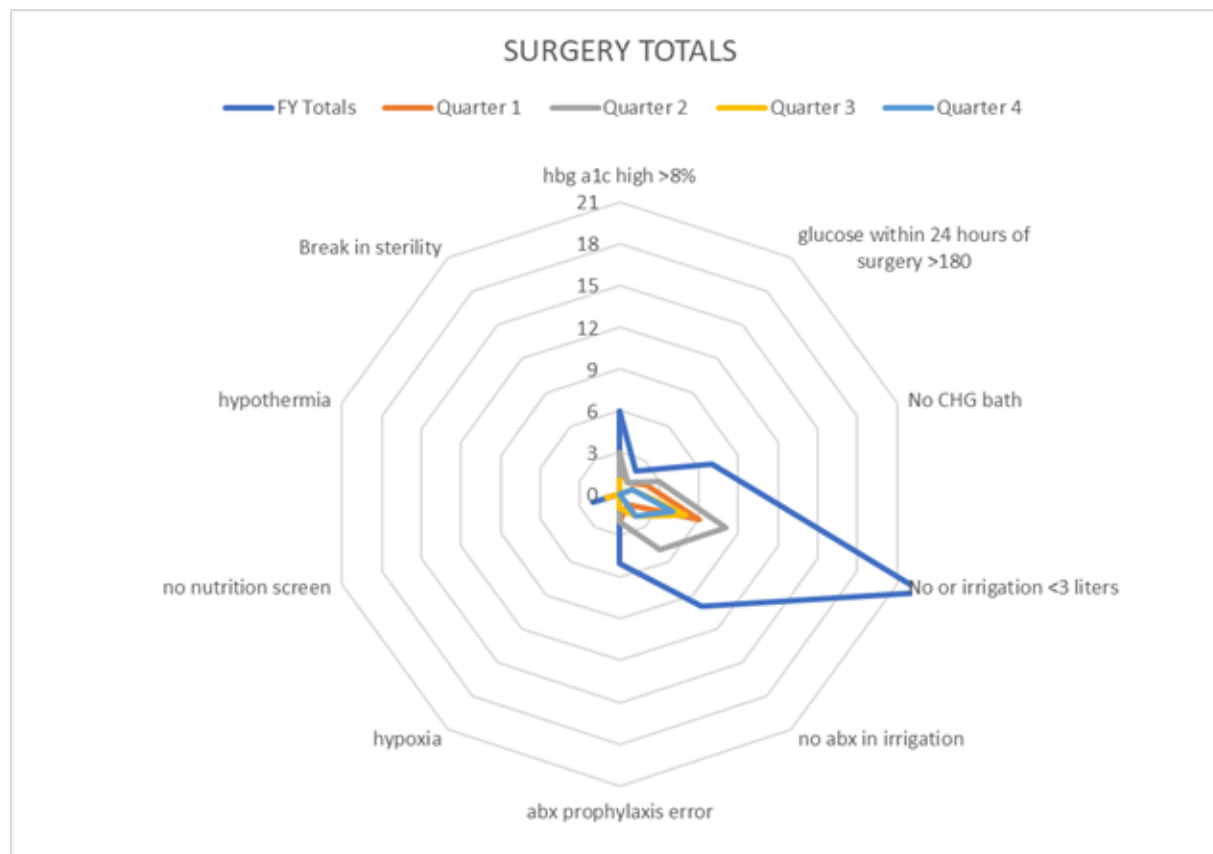 SURGERY TOTALS
FY Totals Quarter 1 Quarter 2 Quarter 3 Quarter 4
hbg a1c high >8%
21
18
15
12
9
6
3
0
glucose within 24 hours of
surgery >180
No CHG bath
No or irrigation <3 liters
no abx in irrigation
abx prophylaxis error
hypoxia
no nutrition screen
hypothermia
Break in sterility